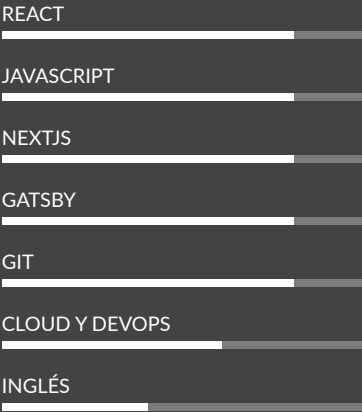 REACT
JAVASCRIPT
NEXTJS
GATSBY
GIT
CLOUD Y DEVOPS
INGLÉS